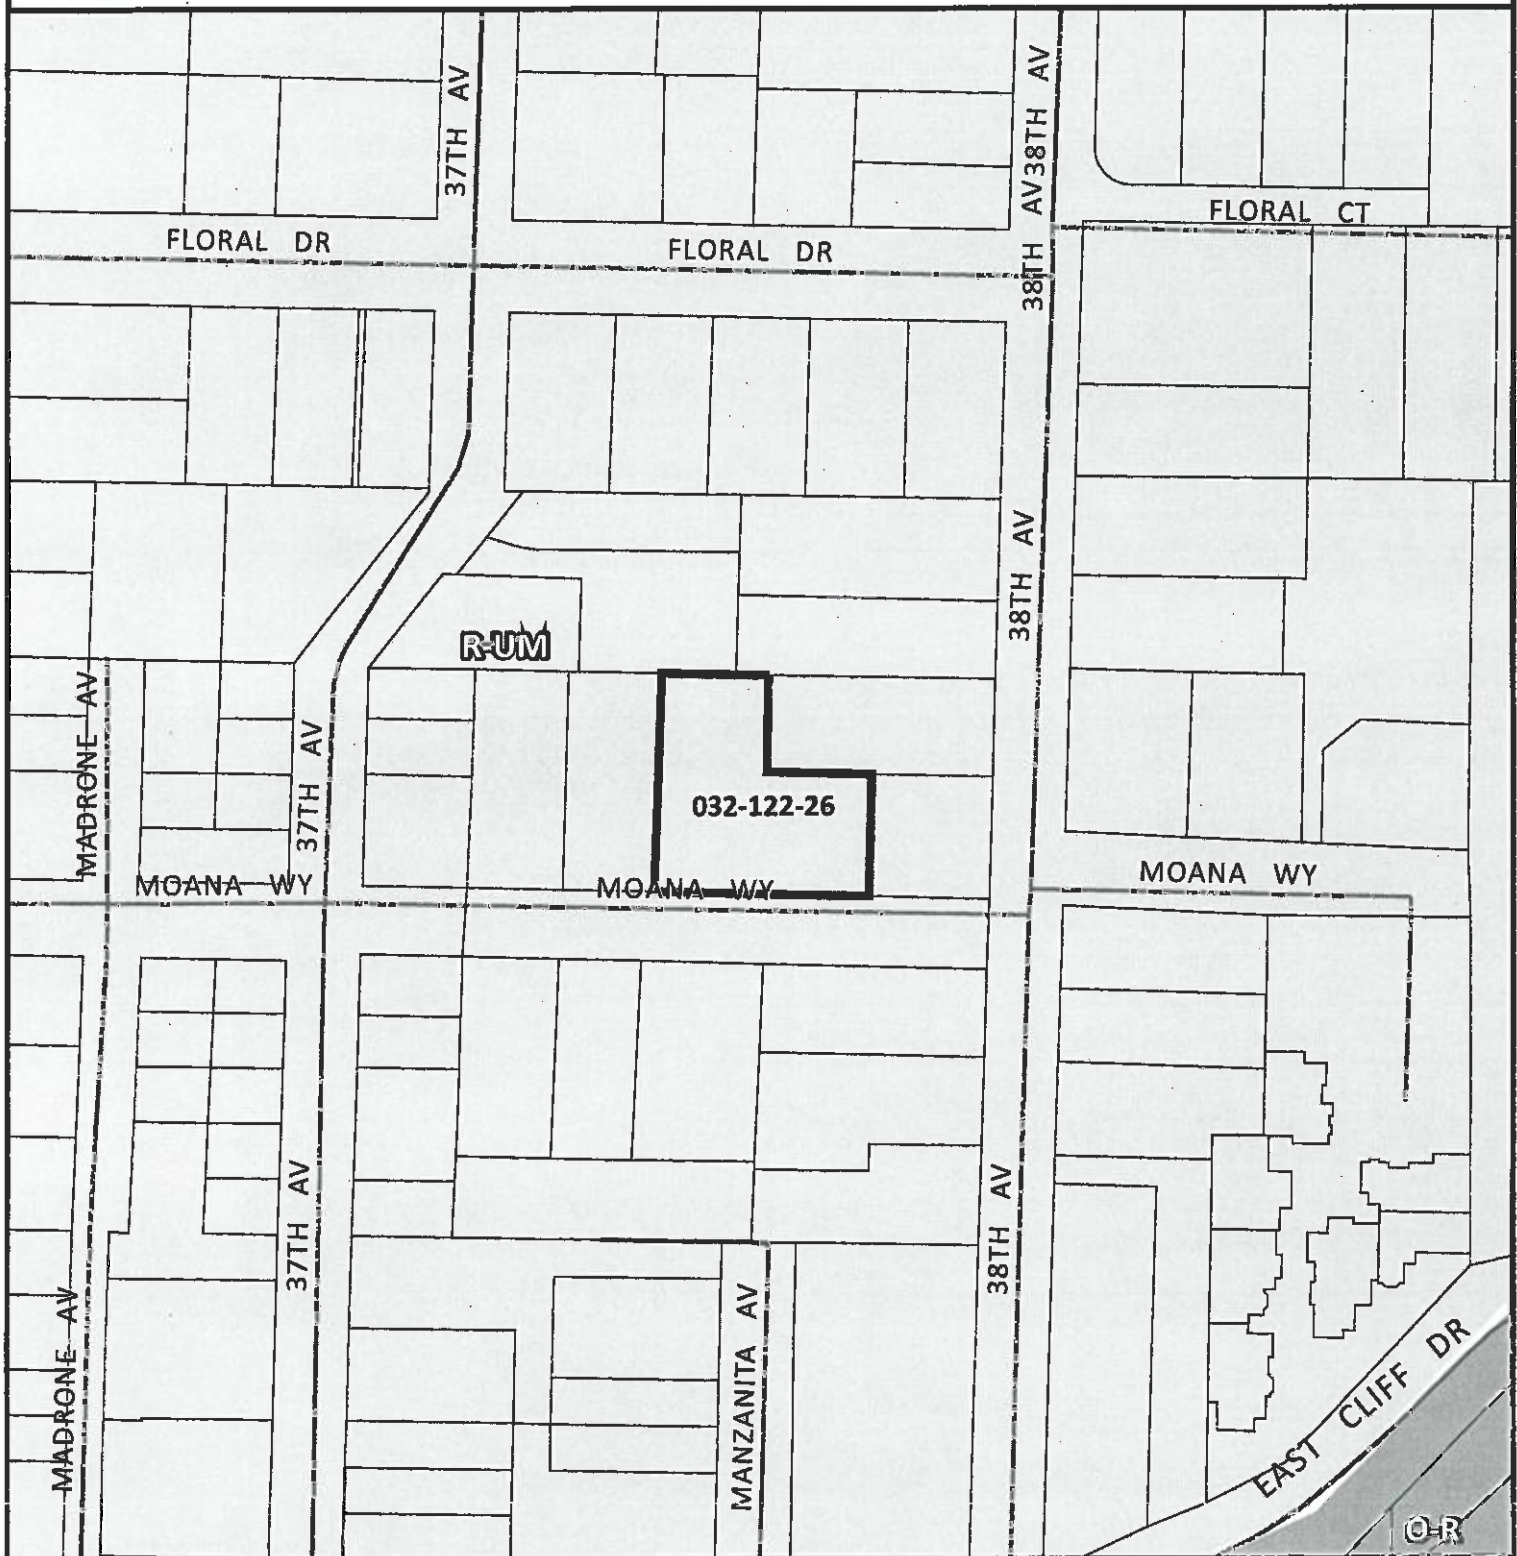 37TH AV
38TH AV
38TH AV
FLORAL CT
FLORAL DR
FLORAL DR
38TH AV
38TH AV
R-UM
MADRONE AV
37TH AV
032-122-26
MOANA WY
MOANA WY
MOANA WY
37TH AV
38TH AV
MADRONE AV
MANZANITA AV
EAST CLIFF DR
O-R